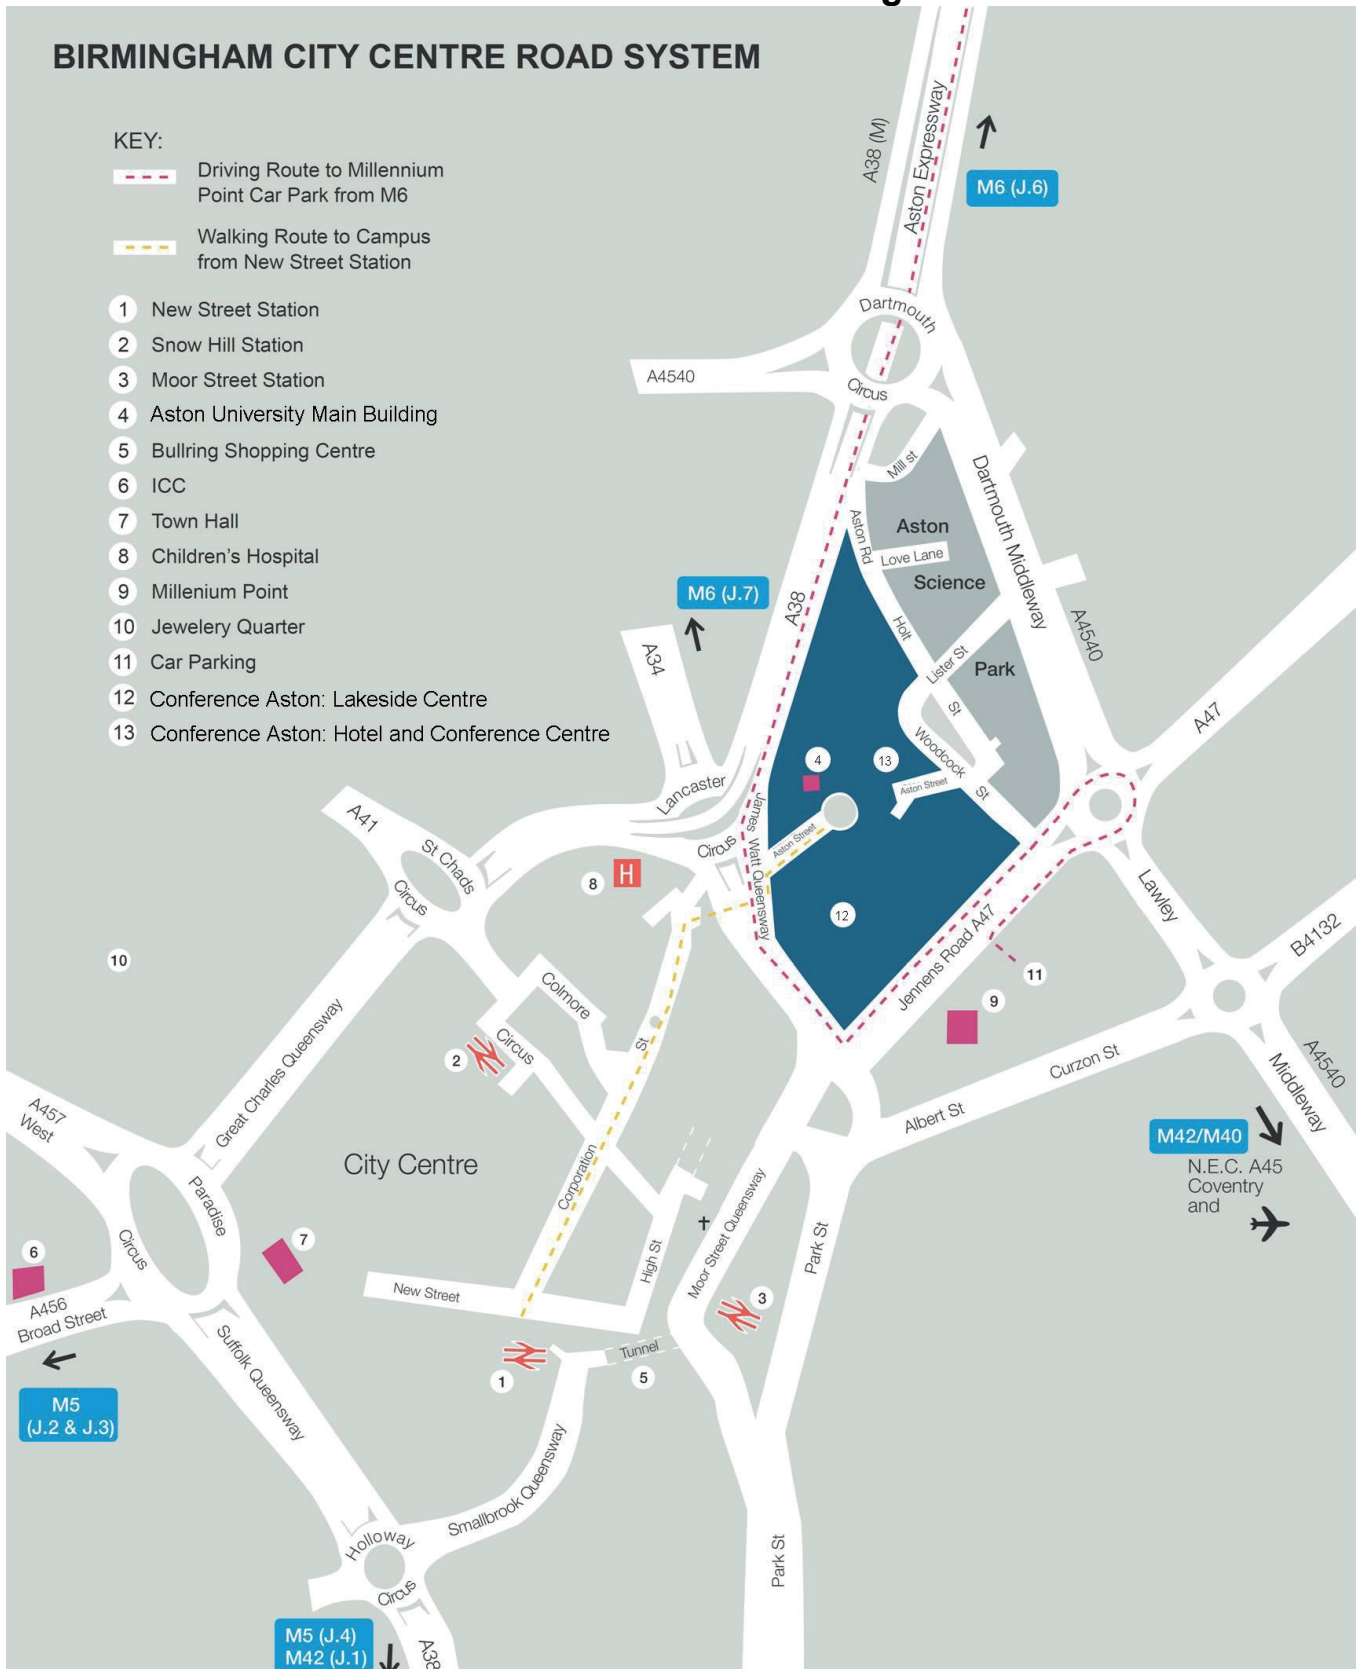 BIRMINGHAM CITY CENTRE ROAD SYSTEM
KEY:
Driving Route to Millennium
Point Car Park from M6
Walking Route to Campus
from New Street Station
1 New Street Station
2 Snow Hill Station
3 Moor Street Station
4 Aston University Main Building
5 Bullring Shopping Centre
6 ICC
7 Town Hall
8 Children's Hospital
9 Millenium Point
10 Jewelery Quarter
11 Car Parking
12 Conference Aston: Lakeside Centre
13 Conference Aston: Hotel and Conference Centre
A38 (M)
Aston Expressway
M6 (J.6)
Dartmouth
Circus
A4540
Mill st
Aston Rd
Aston
Love Lane
Science
Park
Dartmouth Middleway
A4540
M6 (J.7)
A38
A34
Holt
St
Lister St
A47
Woodcock
St
4
13
Aston Street
Aston Street
Lancaster
Circus
James Watt Queensway
A41
St Chads
Circus
8
H
12
Jennens Road A47
Lawley
B4132
10
11
9
Colmore
Circus
2
St
Great Charles Queensway
Curzon St
A4540
Middleway
Albert St
M42/M40
N.E.C. A45
Coventry
and
A457
West
City Centre
Corporation
Paradise
Circus
Moor Street Queensway
Park St
High St
6
7
A456
Broad Street
New Street
3
Tunnel
1
5
Suffolk Queensway
M5
(J.2 & J.3)
Smallbrook Queensway
Holloway
Circus
Park St
M5 (J.4)
M42 (J.1)
A38